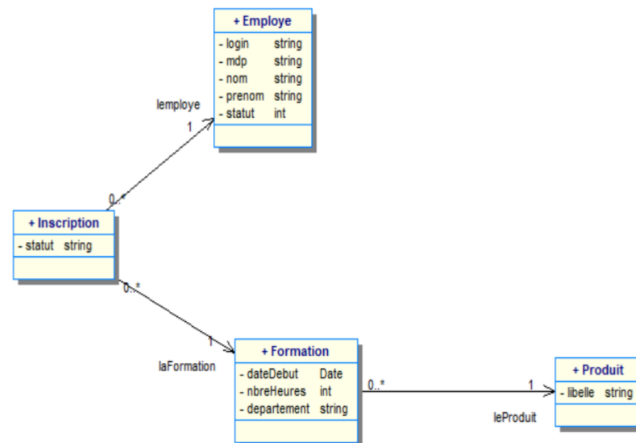 + Employe
- login string
- mdp string
- nom string
- prenom string
- statut int
lemploye
1
0..*
+ Inscription
- statut string
0..*
1
laFormation
+ Formation
- dateDebut Date
- nbreHeures int
- departement string
0..*
1
leProduit
+ Produit
- libelle string